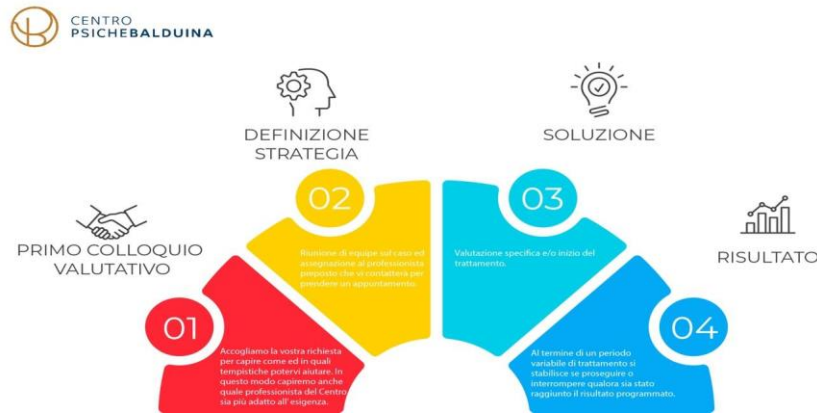 CENTRO
PSICHEBALDUINA
PRIMO COLLOQUIO
VALUTATIVO
01
Accogliamo la vostra richiesta
per capire come ed in quali
tempistiche potervi aiutare. In
questo modo capiremo anche
quale professionista del Centro
sia più adatto all'esigenza.
DEFINIZIONE
STRATEGIA
02
Riunione di equipe sul caso ed
assegnazione al professionista
preposto che vi contatterà per
prendere un appuntamento.
SOLUZIONE
03
Valutazione specifica e/o inizio del
trattamento.
RISULTATO
04
Al termine di un periodo
variabile di trattamento si
stabilisce se proseguire o
interrompere qualora sia stato
raggiunto il risultato programmato.